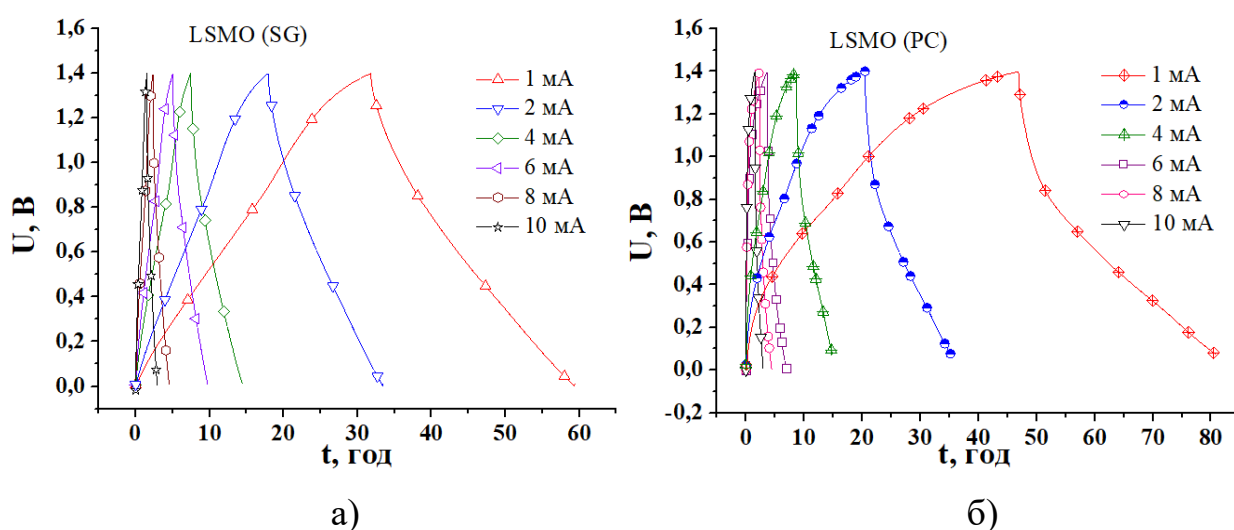 LSMO (SG)
1,6
1,4
1,2
1,0
0,8
0,6
0,4
0,2
0,0
U, В
1 мА
2 мА
4 мА
6 мА
8 мА
10 мА
0 10 20 30 40 50 60
t, год
а)
LSMO (PC)
1,6
1,4
1,2
1,0
0,8
0,6
0,4
0,2
0,0
-0,2
U, В
1 мА
2 мА
4 мА
6 мА
8 мА
10 мА
0 10 20 30 40 50 60 70 80
t, год
б)